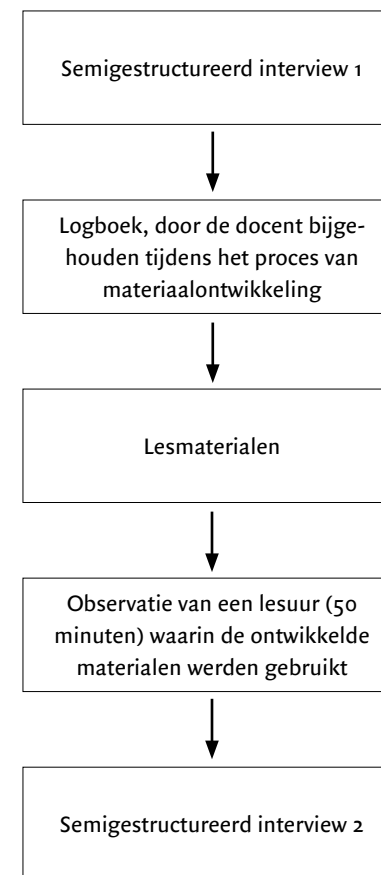 Semigestructureerd interview 1
Logboek, door de docent bijge-
houden tijdens het proces van
materiaalontwikkeling
Lesmaterialen
Observatie van een lesuur (50
minuten) waarin de ontwikkelde
materialen werden gebruikt
Semigestructureerd interview 2